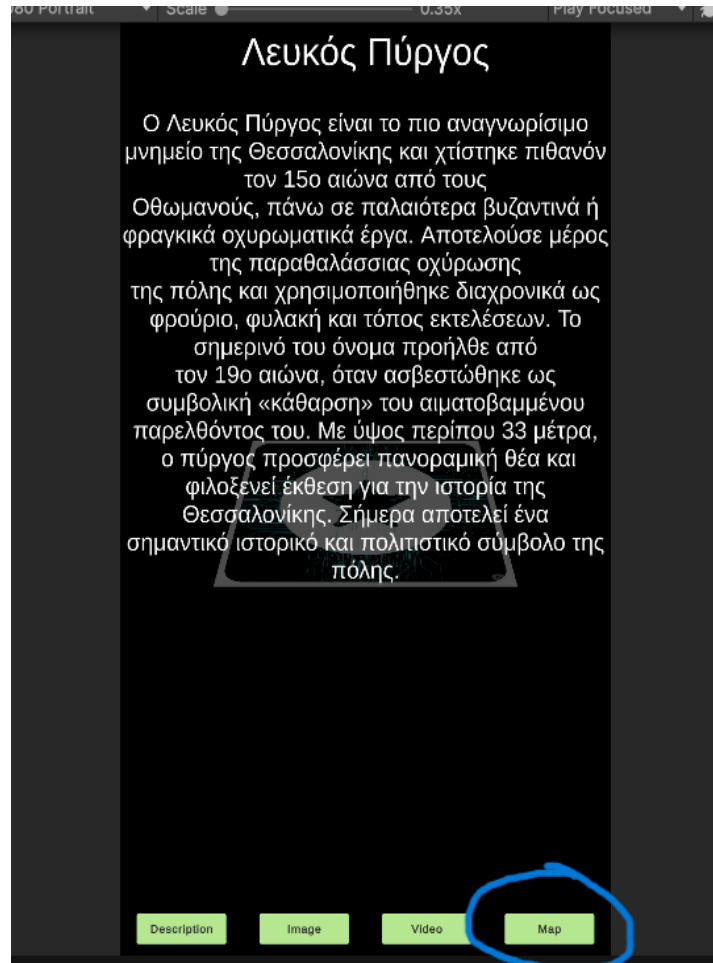 Scale
0.35x
Play Focused
Λευκός Πύργος
Ο Λευκός Πύργος είναι το πιο αναγνωρίσιμο
μνημείο της Θεσσαλονίκης και χτίστηκε πιθανόν
τον 15ο αιώνα από τους
Οθωμανούς, πάνω σε παλαιότερα βυζαντινά ή
φραγκικά οχυρωματικά έργα. Αποτελούσε μέρος
της παραθαλάσσιας οχύρωσης
της πόλης και χρησιμοποιήθηκε διαχρονικά ως
φρούριο, φυλακή και τόπος εκτελέσεων. Το
σημερινό του όνομα προήλθε από
τον 19ο αιώνα, όταν ασβεστώθηκε ως
συμβολική «κάθαρση» του αιματοβαμμένου
παρελθόντος του. Με ύψος περίπου 33 μέτρα,
ο πύργος προσφέρει πανοραμική θέα και
φιλοξενεί έκθεση για την ιστορία της
Θεσσαλονίκης. Σήμερα αποτελεί ένα
σημαντικό ιστορικό και πολιτιστικό σύμβολο της
πόλης.
Description
Image
Video
Map